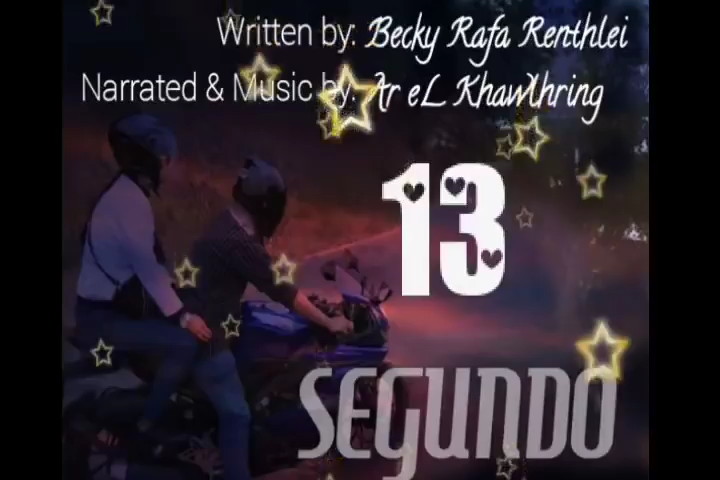 Written by: Becky Rafa Renthlei
Narrated & Music by: Ar eL Khawlhring
13
SEGUNDO